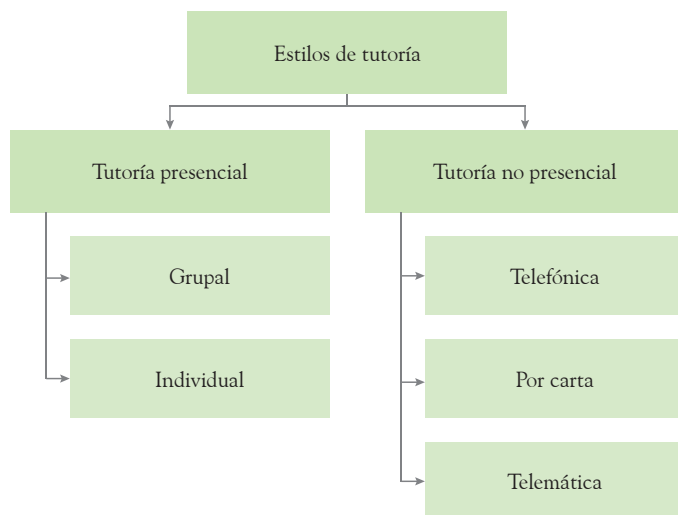 Estilos de tutoría
Tutoría presencial
Tutoría no presencial
Grupal
Telefónica
Individual
Por carta
Telemática